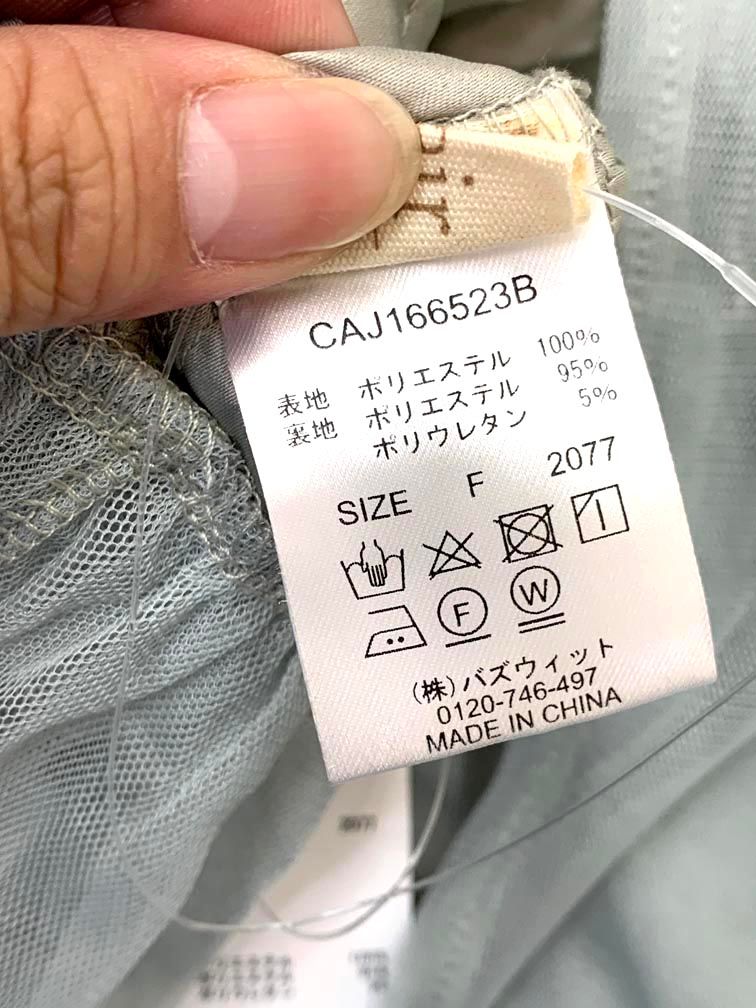 CAJ166523B
表地 ポリエステル 100%
裏地 ポリエステル 95%
ポリウレタン 5%
SIZE F 2077
F W
(株)バズウィット
0120-746-497
MADE IN CHINA